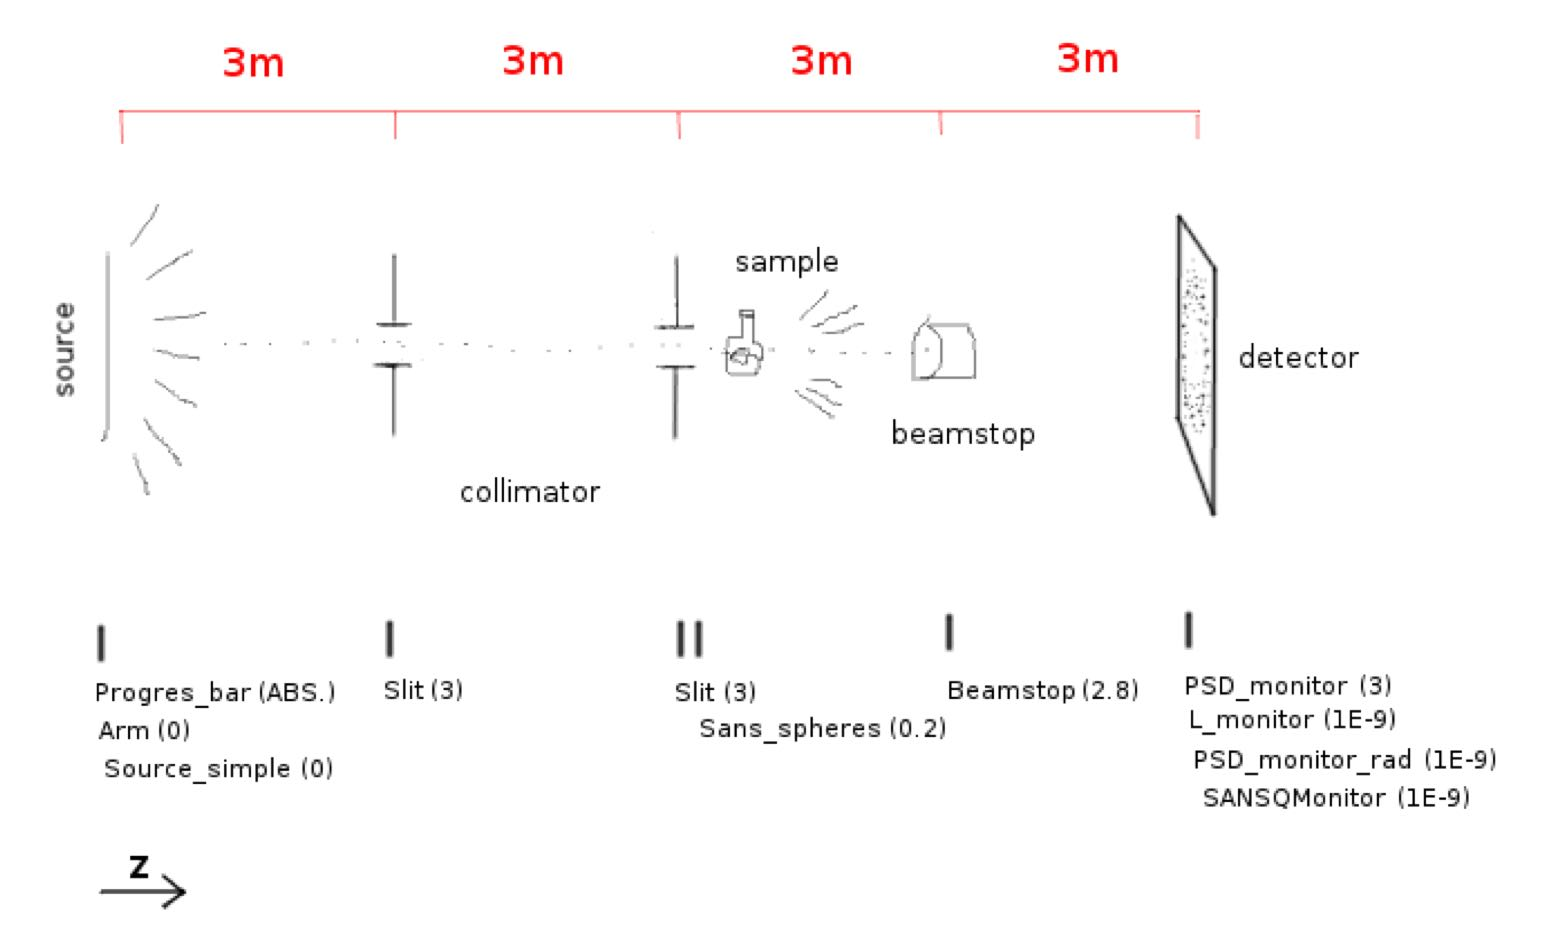 3m 3m 3m 3m
sample
source
detector
beamstop
collimator
Progres_bar (ABS.)
Arm (0)
Source_simple (0)
Slit (3)
Slit (3)
Sans_spheres (0.2)
Beamstop (2.8)
PSD_monitor (3)
L_monitor (1E-9)
PSD_monitor_rad (1E-9)
SANSQMonitor (1E-9)
Z